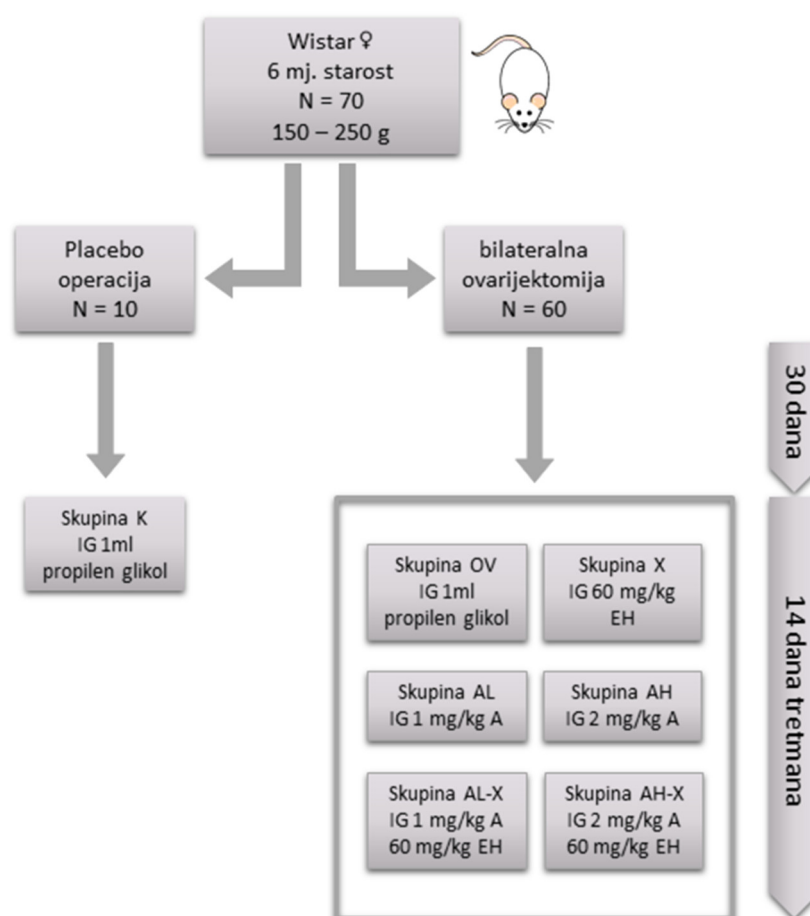 Wistar ♀
6 mj. starost
N = 70
150 – 250 g
Placebo
operacija
N = 10
bilateralna
ovarijektomija
N = 60
30 dana
Skupina K
IG 1ml
propilen glikol
Skupina OV
IG 1ml
propilen glikol
Skupina X
IG 60 mg/kg
EH
Skupina AL
IG 1 mg/kg A
Skupina AH
IG 2 mg/kg A
Skupina AL-X
IG 1 mg/kg A
60 mg/kg EH
Skupina AH-X
IG 2 mg/kg A
60 mg/kg EH
14 dana tretmana